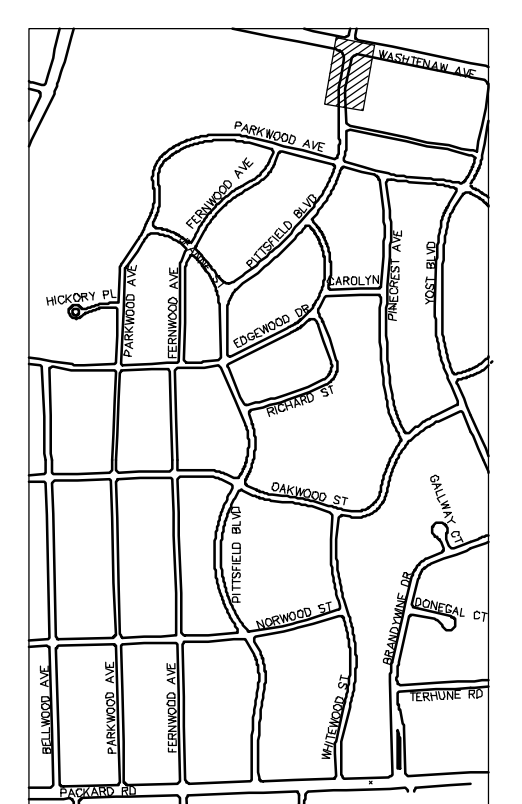 WASHTENAW AVE
PARKWOOD AVE
FERNWOOD AVE
PITTSFIELD BLVD
PINECREST AVE
YOST BLVD
CAROLYN
HICKORY PL
PARKWOOD AVE
FERNWOOD AVE
EDGEWOOD DR
RICHARD ST
OAKWOOD ST
GALLWAY CT
PITTSFIELD BLVD
BRANDYWINE DR
DONEGAL CT
NORWOOD ST
BELLWOOD AVE
PARKWOOD AVE
FERNWOOD AVE
WHITEWOOD ST
TERHUNE RD
PACKARD RD